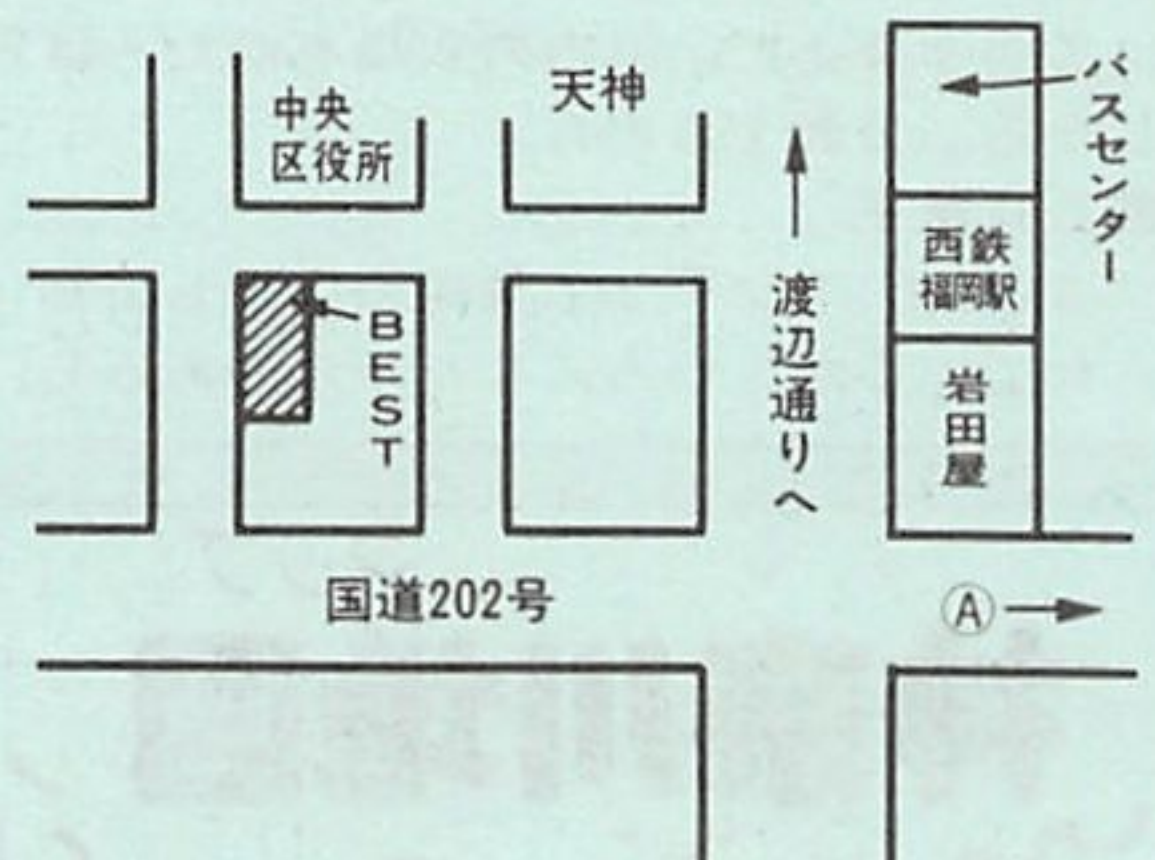 中央
区役所
天神
バスセンター
西鉄
福岡駅
BEST
渡辺通りへ
岩田屋
国道202号
Ⓐ